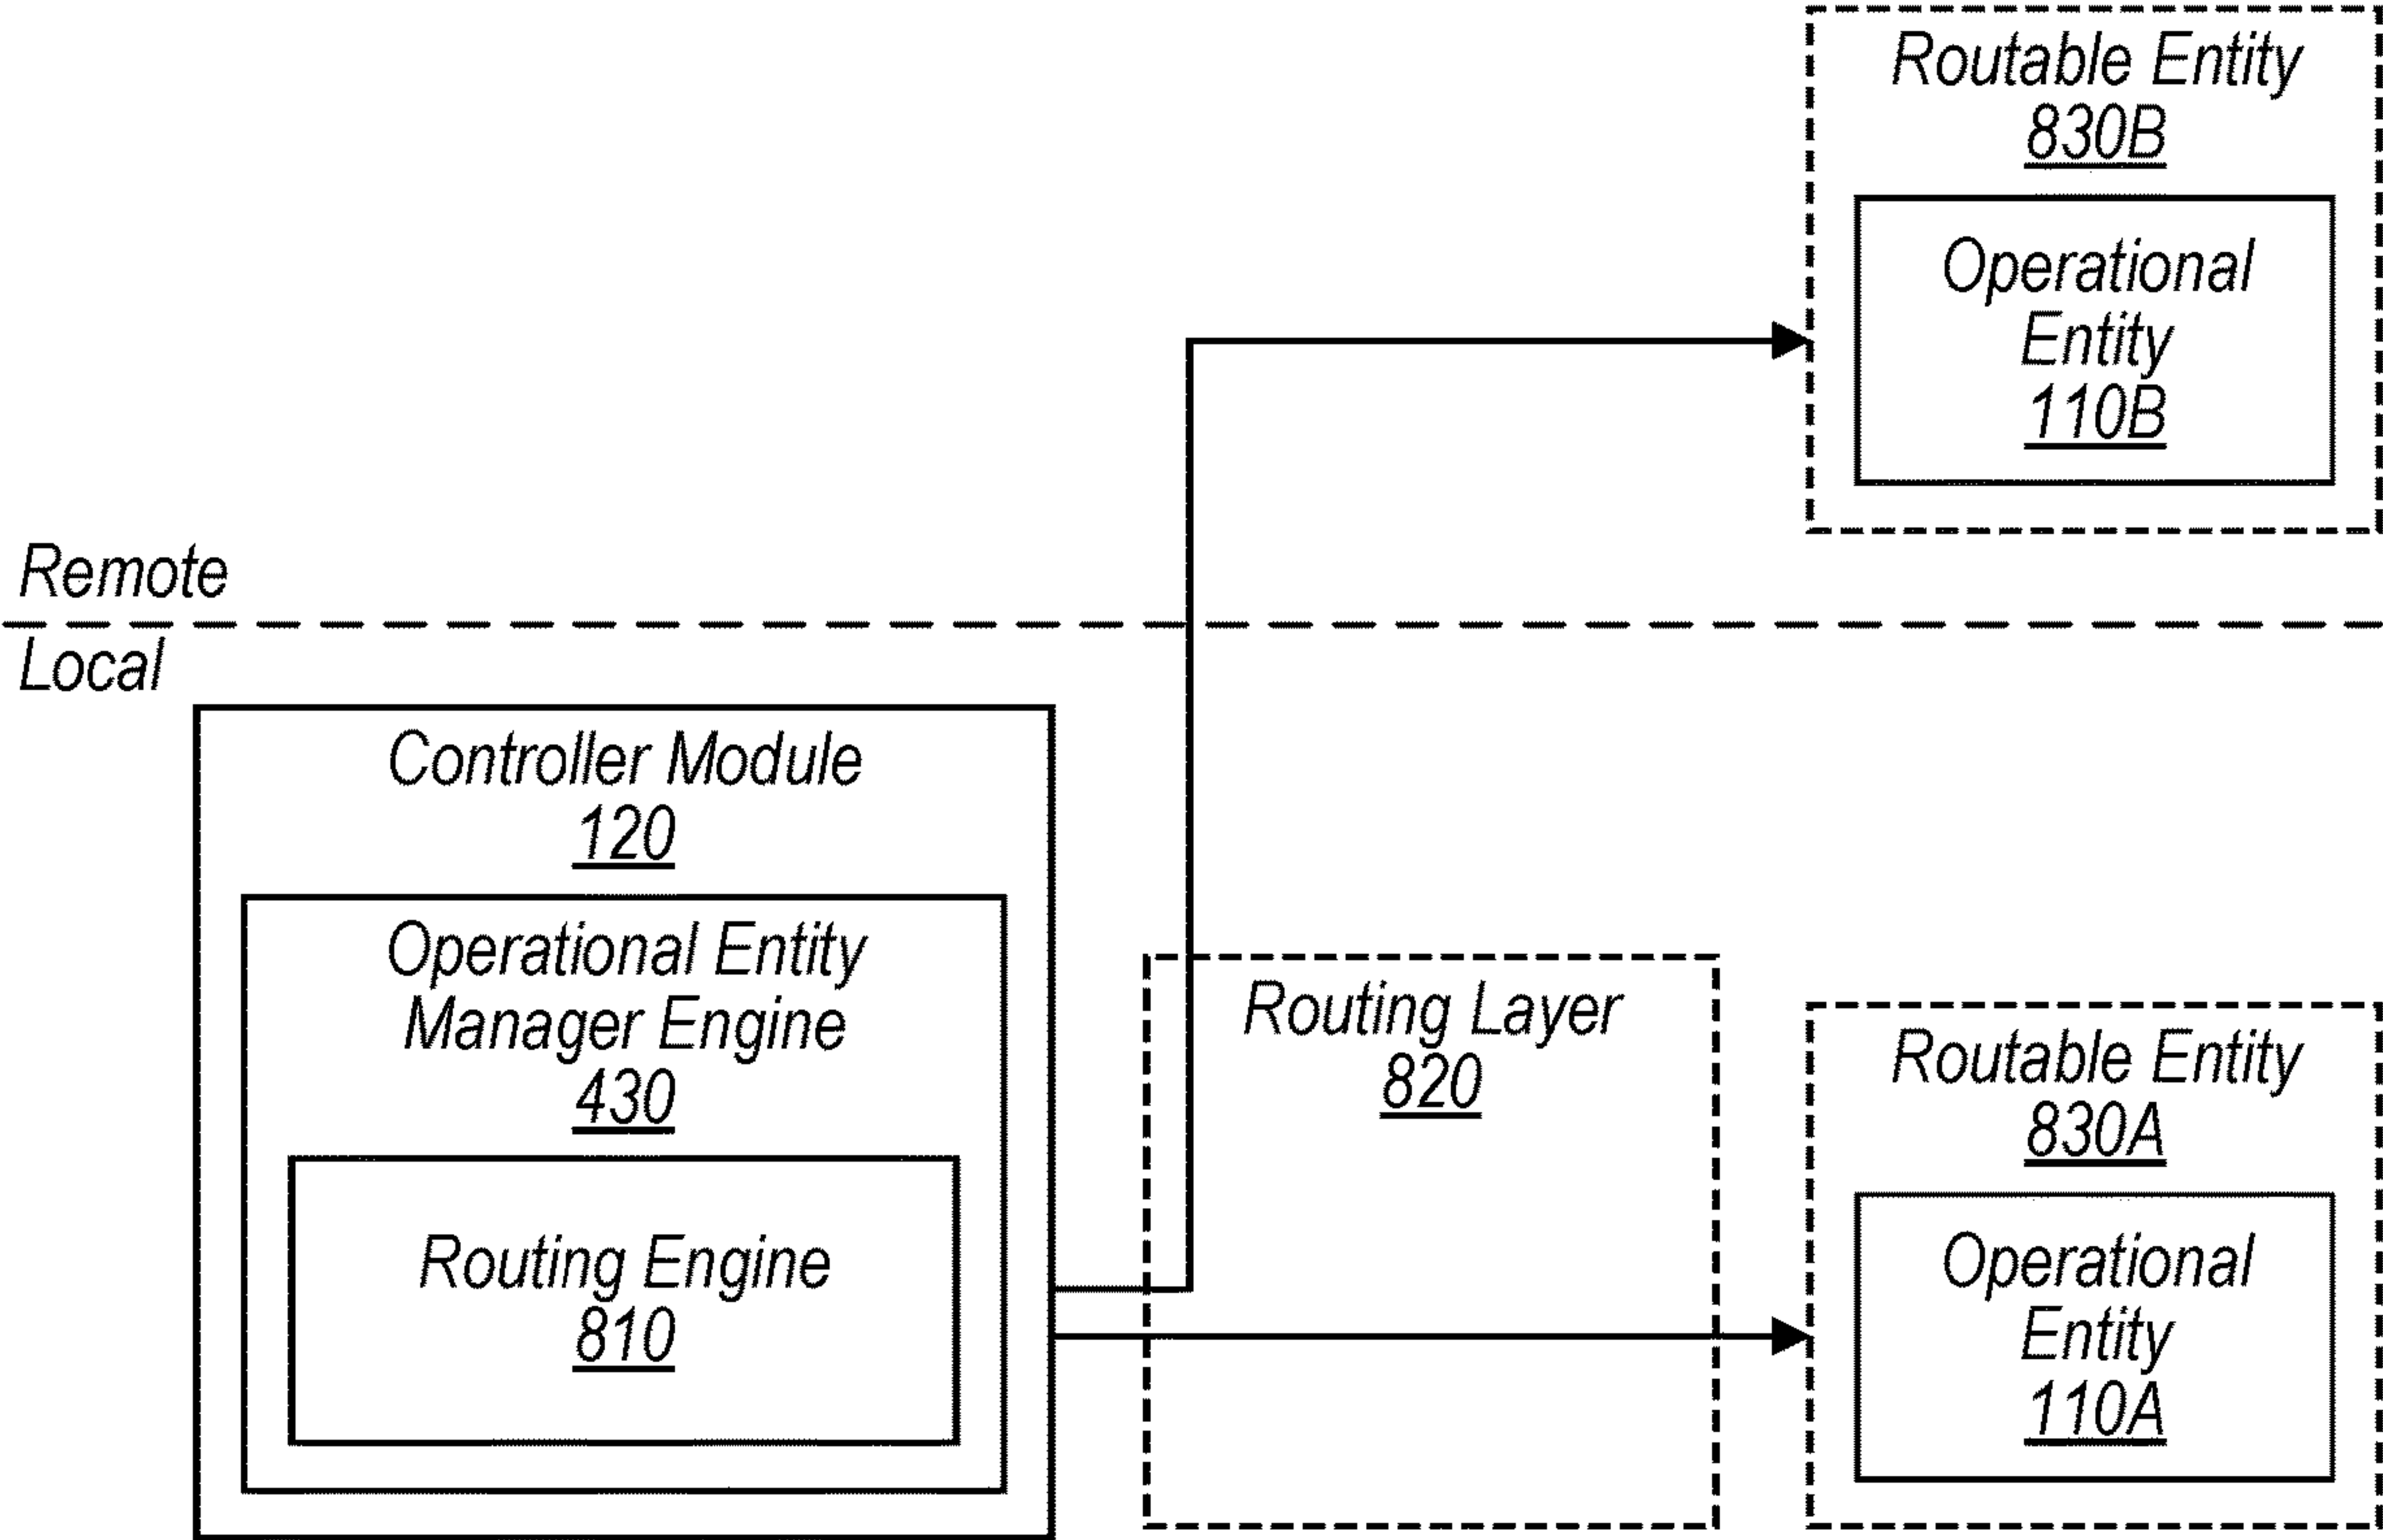 Routable Entity
830B
Operational
Entity
110B
Remote
Local
Controller Module
120
Operational Entity
Manager Engine
430
Routing Engine
810
Routing Layer
820
Routable Entity
830A
Operational
Entity
110A